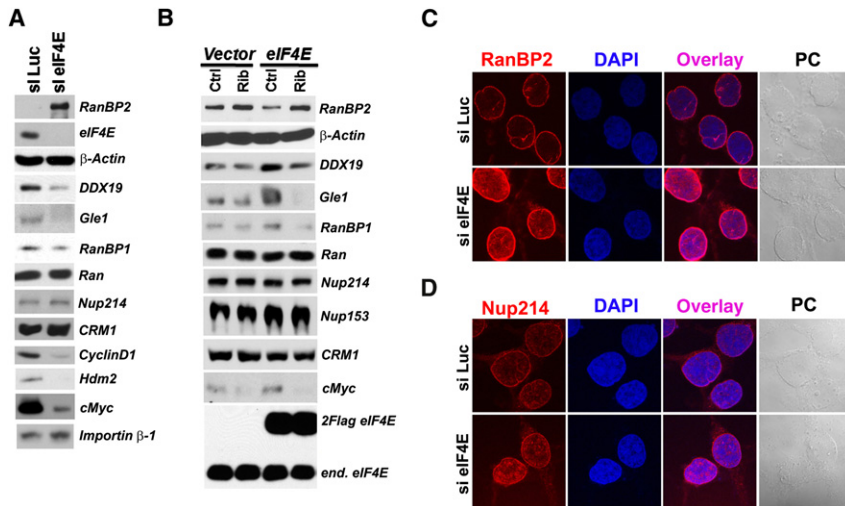 A
si Luc
si eIF4E
RanBP2
eIF4E
β-Actin
DDX19
Gle1
RanBP1
Ran
Nup214
CRM1
CyclinD1
Hdm2
cMyc
Importin β-1
B
Vector
eIF4E
Ctrl
Rib
Ctrl
Rib
RanBP2
β-Actin
DDX19
Gle1
RanBP1
Ran
Nup214
Nup153
CRM1
cMyc
2Flag eIF4E
end. eIF4E
C
RanBP2
DAPI
Overlay
PC
si Luc
si eIF4E
D
Nup214
DAPI
Overlay
PC
si Luc
si eIF4E